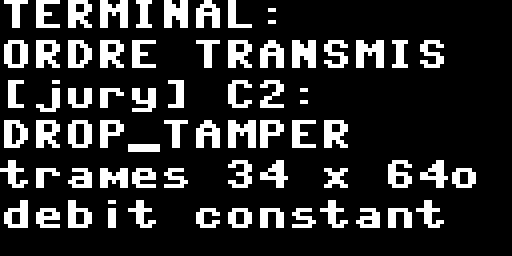 TERMINAL:
ORDRE TRANSMIS
[jury] C2:
DROP_TAMPER
trames 34 x 64o
debit constant